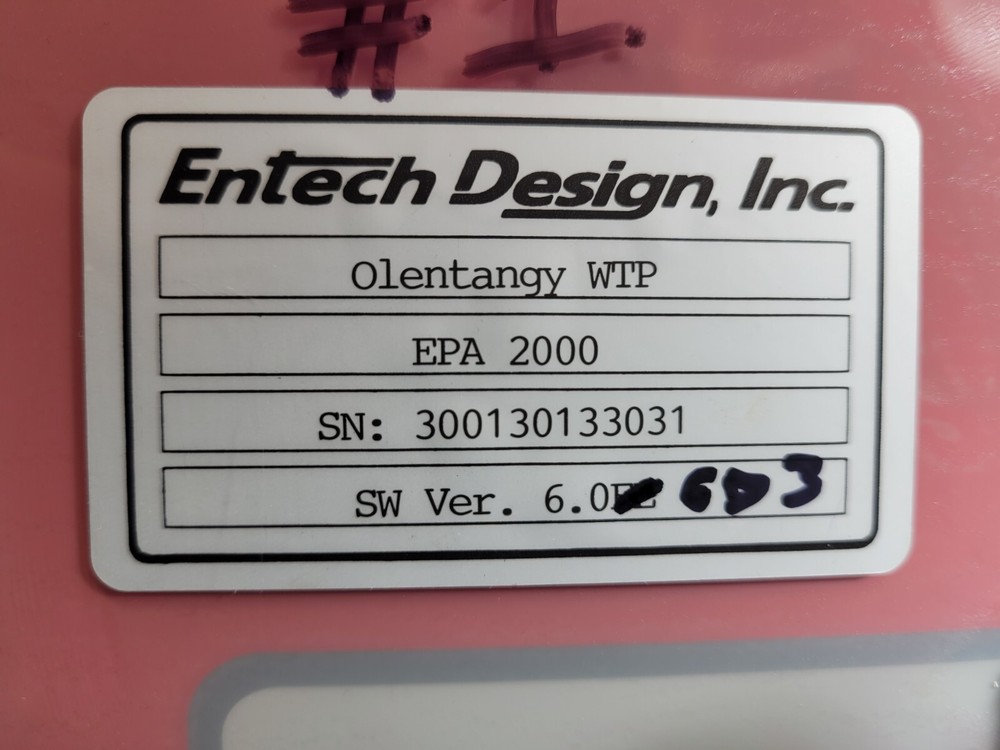 #1
Entech Design, Inc.
Olentangy WTP
EPA 2000
SN: 300130133031
SW Ver. 6.0